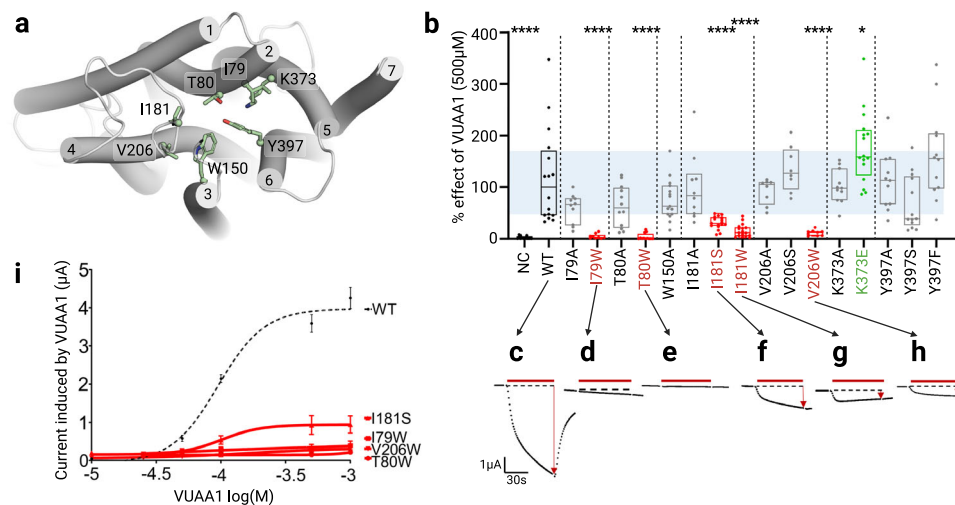 a
1
2
7
I79
T80
K373
I181
5
4
V206
W150
Y397
6
3
b
% effect of VUAA1 (500µM)
400
300
200
100
0
****
****
****
****
****
****
*
NC
WT
I79A
I79W
T80A
T80W
W150A
I181A
I181S
I181W
V206A
V206S
V206W
K373A
K373E
Y397A
Y397S
Y397F
c
d
e
f
g
h
1µA
30s
i
Current induced by VUAA1 (µA)
5
4
3
2
1
0
WT
I181S
I79W
V206W
T80W
-5
-4.5
-4
-3.5
-3
VUAA1 log(M)